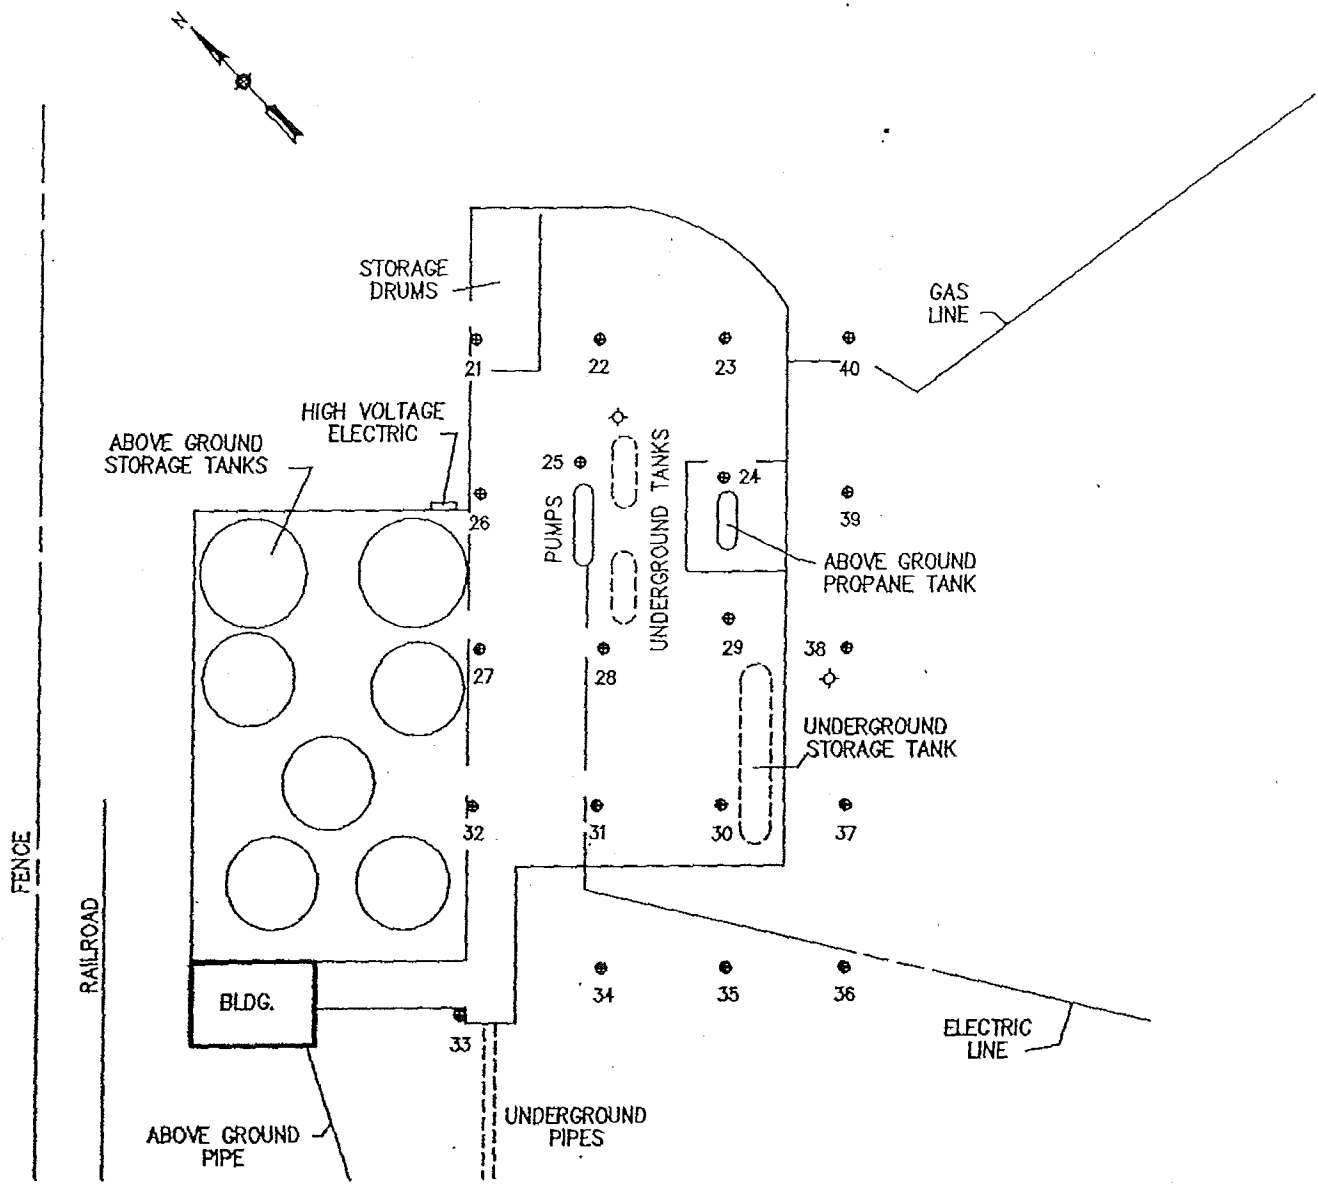 N
STORAGE
DRUMS
GAS
LINE
21
22
23
40
HIGH VOLTAGE
ELECTRIC
ABOVE GROUND
STORAGE TANKS
25
24
26
39
PUMPS
UNDERGROUND TANKS
ABOVE GROUND
PROPANE TANK
27
28
29
38
UNDERGROUND
STORAGE TANK
32
31
30
37
FENCE
RAILROAD
BLDG.
34
35
36
33
ELECTRIC
LINE
UNDERGROUND
PIPES
ABOVE GROUND
PIPE